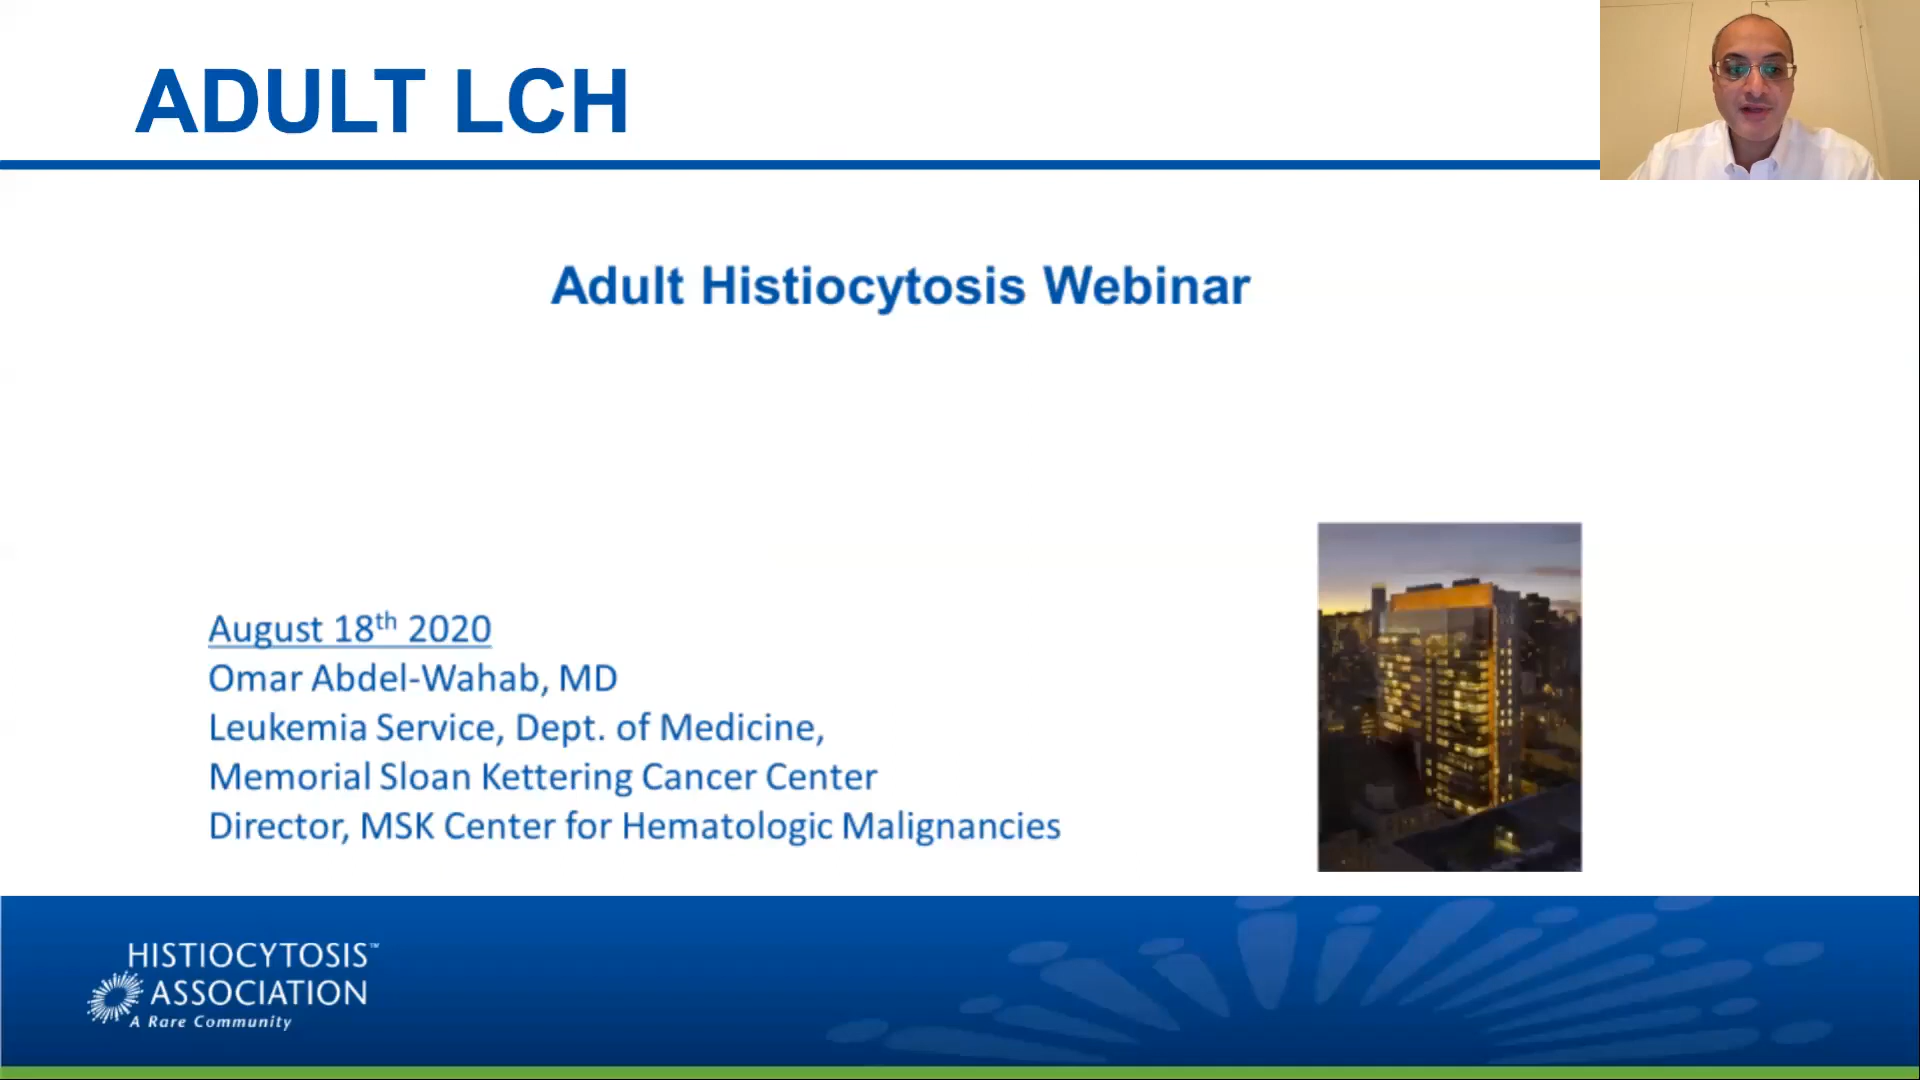 ADULT LCH
Adult Histiocytosis Webinar
August 18th 2020
Omar Abdel-Wahab, MD
Leukemia Service, Dept. of Medicine,
Memorial Sloan Kettering Cancer Center
Director, MSK Center for Hematologic Malignancies
HISTIOCYTOSIS™
ASSOCIATION
A Rare Community